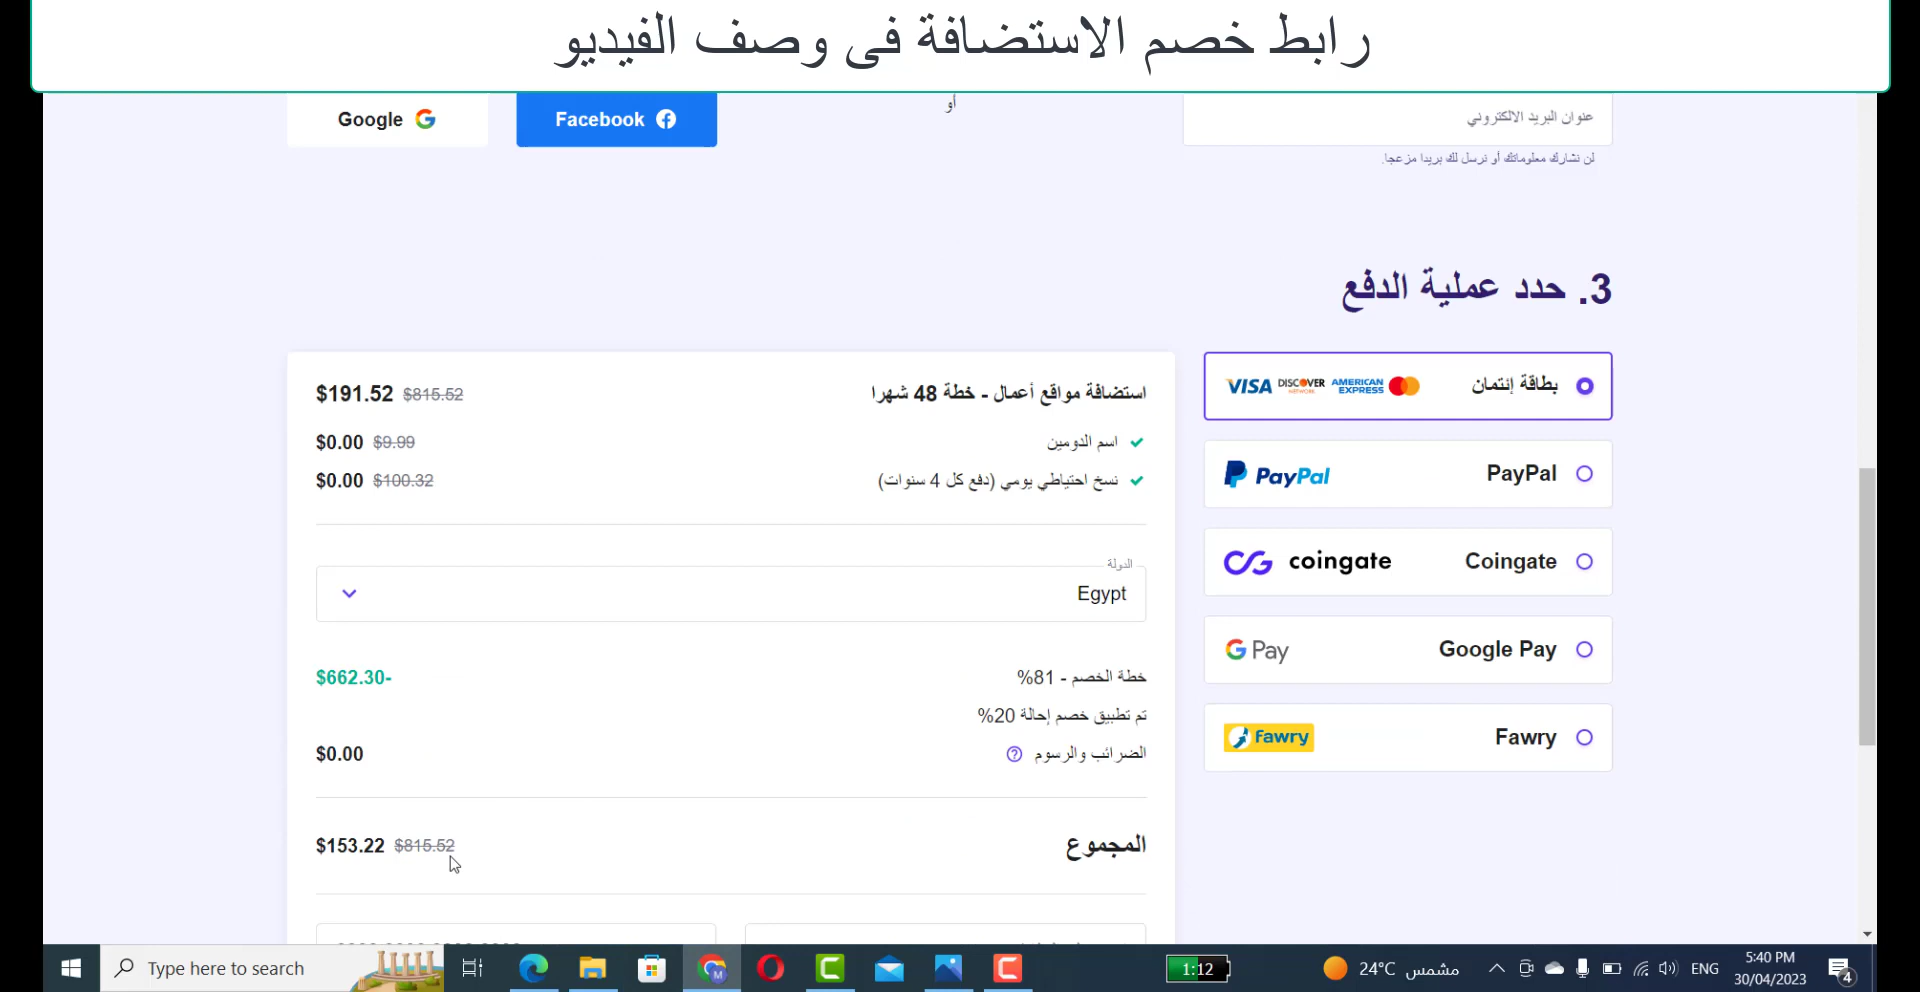 رابط خصم الاستضافة فى وصف الفيديو
عنوان البريد الالكتروني
أو
Facebook
Google
لن نشارك معلوماتك أو نرسل لك بريدا مزعجا.
3. حدد عملية الدفع
بطاقة إئتمان
VISA DISCOVER NETWORK AMERICAN EXPRESS
PayPal
PayPal
Coingate
coingate
Google Pay
G Pay
Fawry
fawry
استضافة مواقع أعمال - خطة 48 شهرا
$191.52 $815.52
اسم الدومين
$0.00 $9.99
نسخ احتياطي يومي (دفع كل 4 سنوات)
$0.00 $100.32
الدولة
Egypt
خطة الخصم - 81%
$662.30-
تم تطبيق خصم إحالة 20%
الضرائب والرسوم
$0.00
المجموع
$153.22 $815.52
Type here to search
1:12
24°C مشمس
ENG
5:40 PM
30/04/2023
4